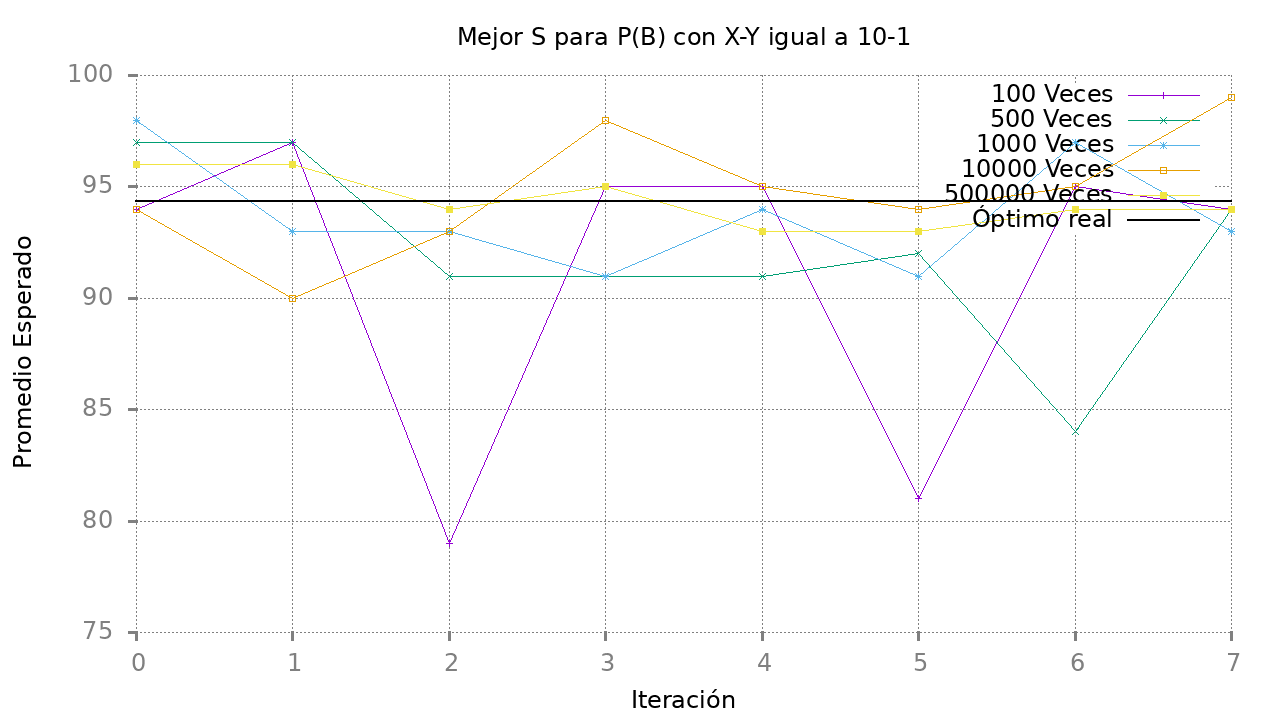 Mejor S para P(B) con X-Y igual a 10-1
100
95
90
85
80
75
Promedio Esperado
100 Veces
500 Veces
1000 Veces
10000 Veces
500000 Veces
Óptimo real
0 1 2 3 4 5 6 7
Iteración